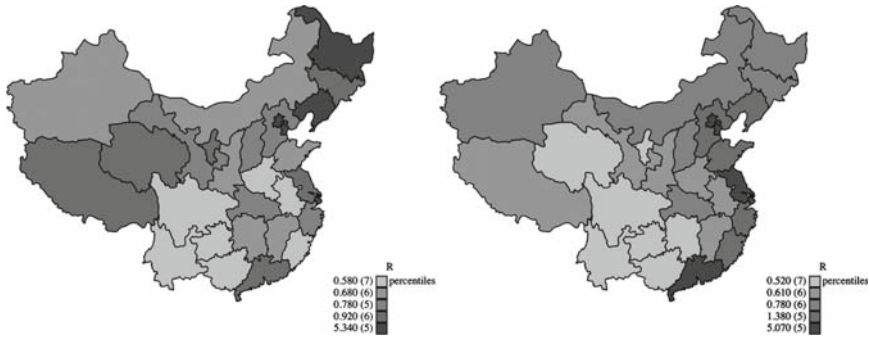 R
0.580 (7) percentiles
0.680 (6)
0.780 (5)
0.920 (6)
5.340 (5)
R
0.520 (7) percentiles
0.610 (6)
0.780 (6)
1.380 (5)
5.070 (5)